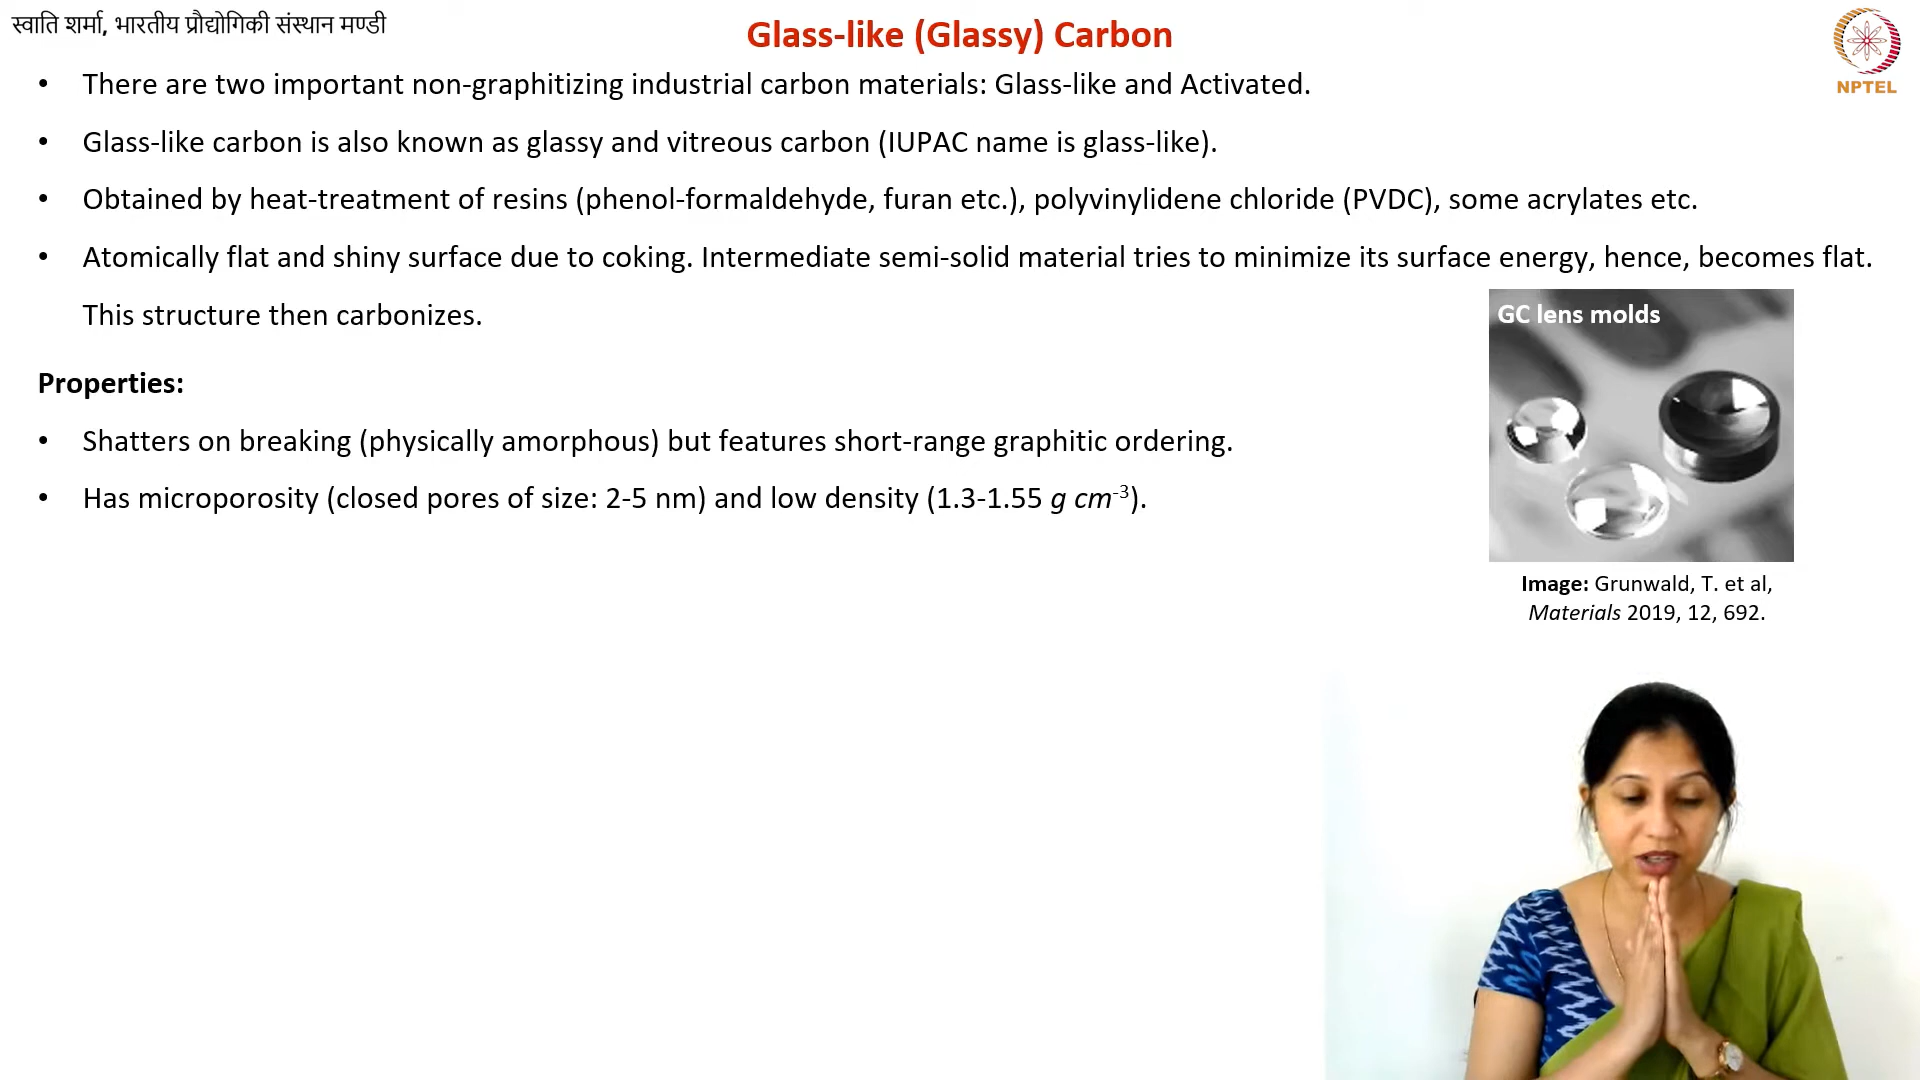 स्वाति शर्मा, भारतीय प्रौद्योगिकी संस्थान मण्डी
Glass-like (Glassy) Carbon
NPTEL
• There are two important non-graphitizing industrial carbon materials: Glass-like and Activated.
• Glass-like carbon is also known as glassy and vitreous carbon (IUPAC name is glass-like).
• Obtained by heat-treatment of resins (phenol-formaldehyde, furan etc.), polyvinylidene chloride (PVDC), some acrylates etc.
• Atomically flat and shiny surface due to coking. Intermediate semi-solid material tries to minimize its surface energy, hence, becomes flat.
This structure then carbonizes.
GC lens molds
Properties:
• Shatters on breaking (physically amorphous) but features short-range graphitic ordering.
• Has microporosity (closed pores of size: 2-5 nm) and low density (1.3-1.55 g cm⁻³).
Image: Grunwald, T. et al,
Materials 2019, 12, 692.